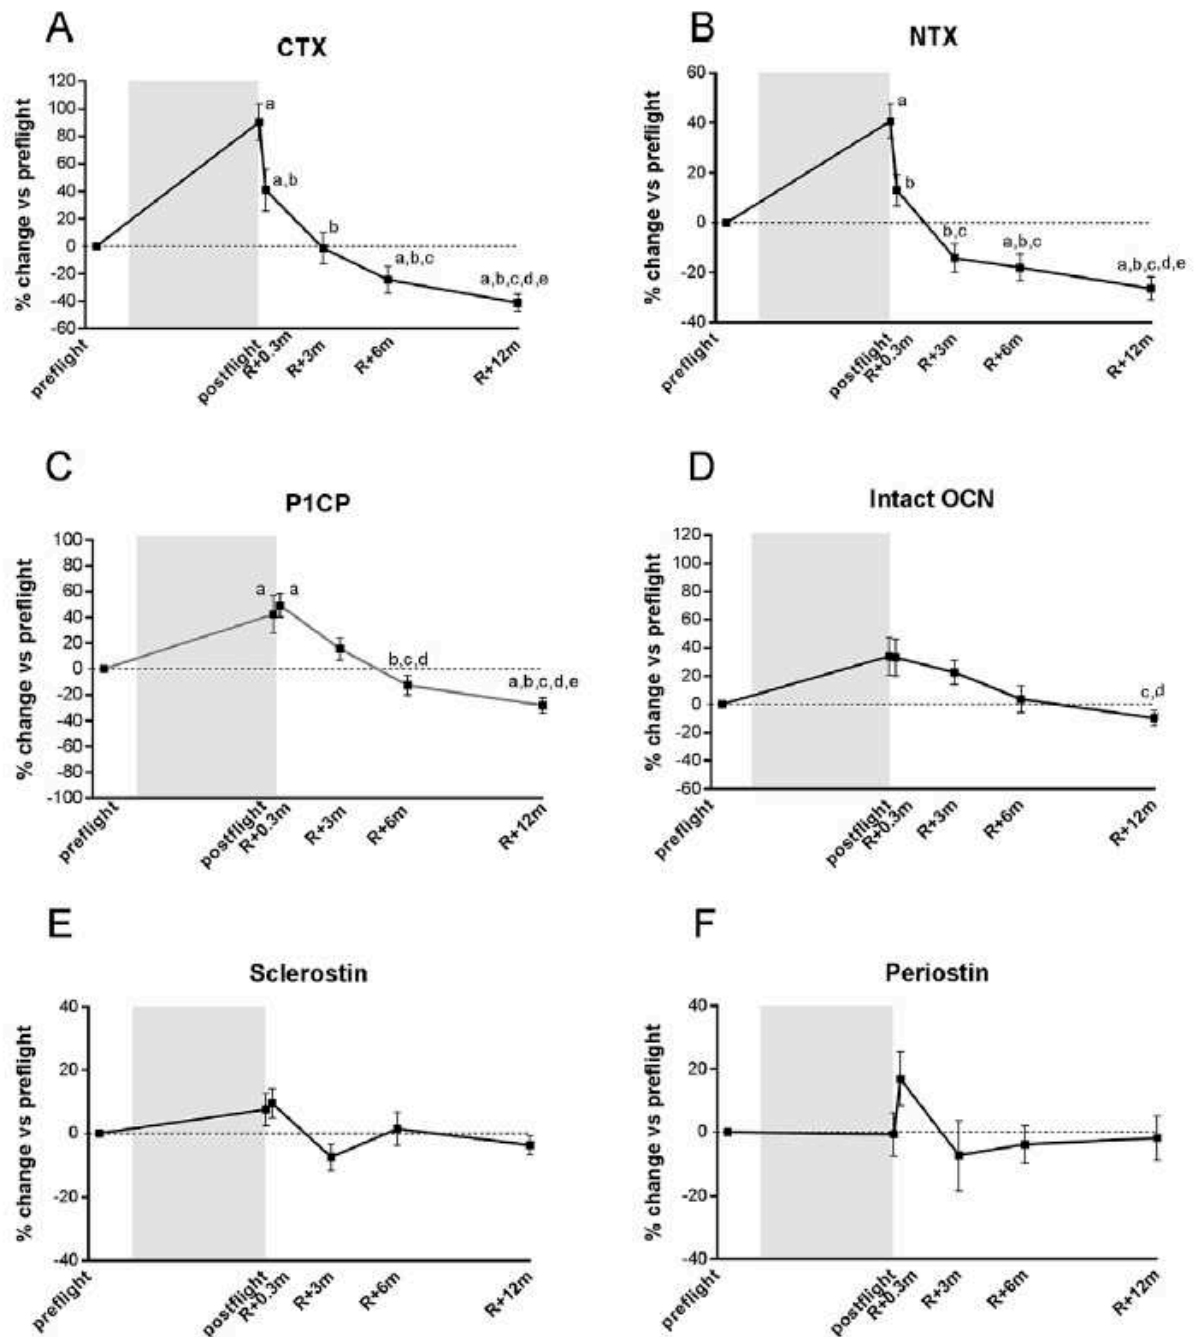 A
CTX
% change vs preflight
120
100
80
60
40
20
0
-20
-40
-60
a
a,b
b
a,b,c
a,b,c,d,e
preflight
postflight
R+0.3m
R+3m
R+6m
R+12m
B
NTX
% change vs preflight
60
40
20
0
-20
-40
a
b
b,c
a,b,c
a,b,c,d,e
preflight
postflight
R+0.3m
R+3m
R+6m
R+12m
C
P1CP
% change vs preflight
100
80
60
40
20
0
-20
-40
-60
-80
-100
a
a
b,c,d
a,b,c,d,e
preflight
postflight
R+0.3m
R+3m
R+6m
R+12m
D
Intact OCN
% change vs preflight
120
100
80
60
40
20
0
-20
-40
-60
c,d
preflight
postflight
R+0.3m
R+3m
R+6m
R+12m
E
Sclerostin
% change vs preflight
40
20
0
-20
-40
preflight
postflight
R+0.3m
R+3m
R+6m
R+12m
F
Periostin
% change vs preflight
40
20
0
-20
-40
preflight
postflight
R+0.3m
R+3m
R+6m
R+12m